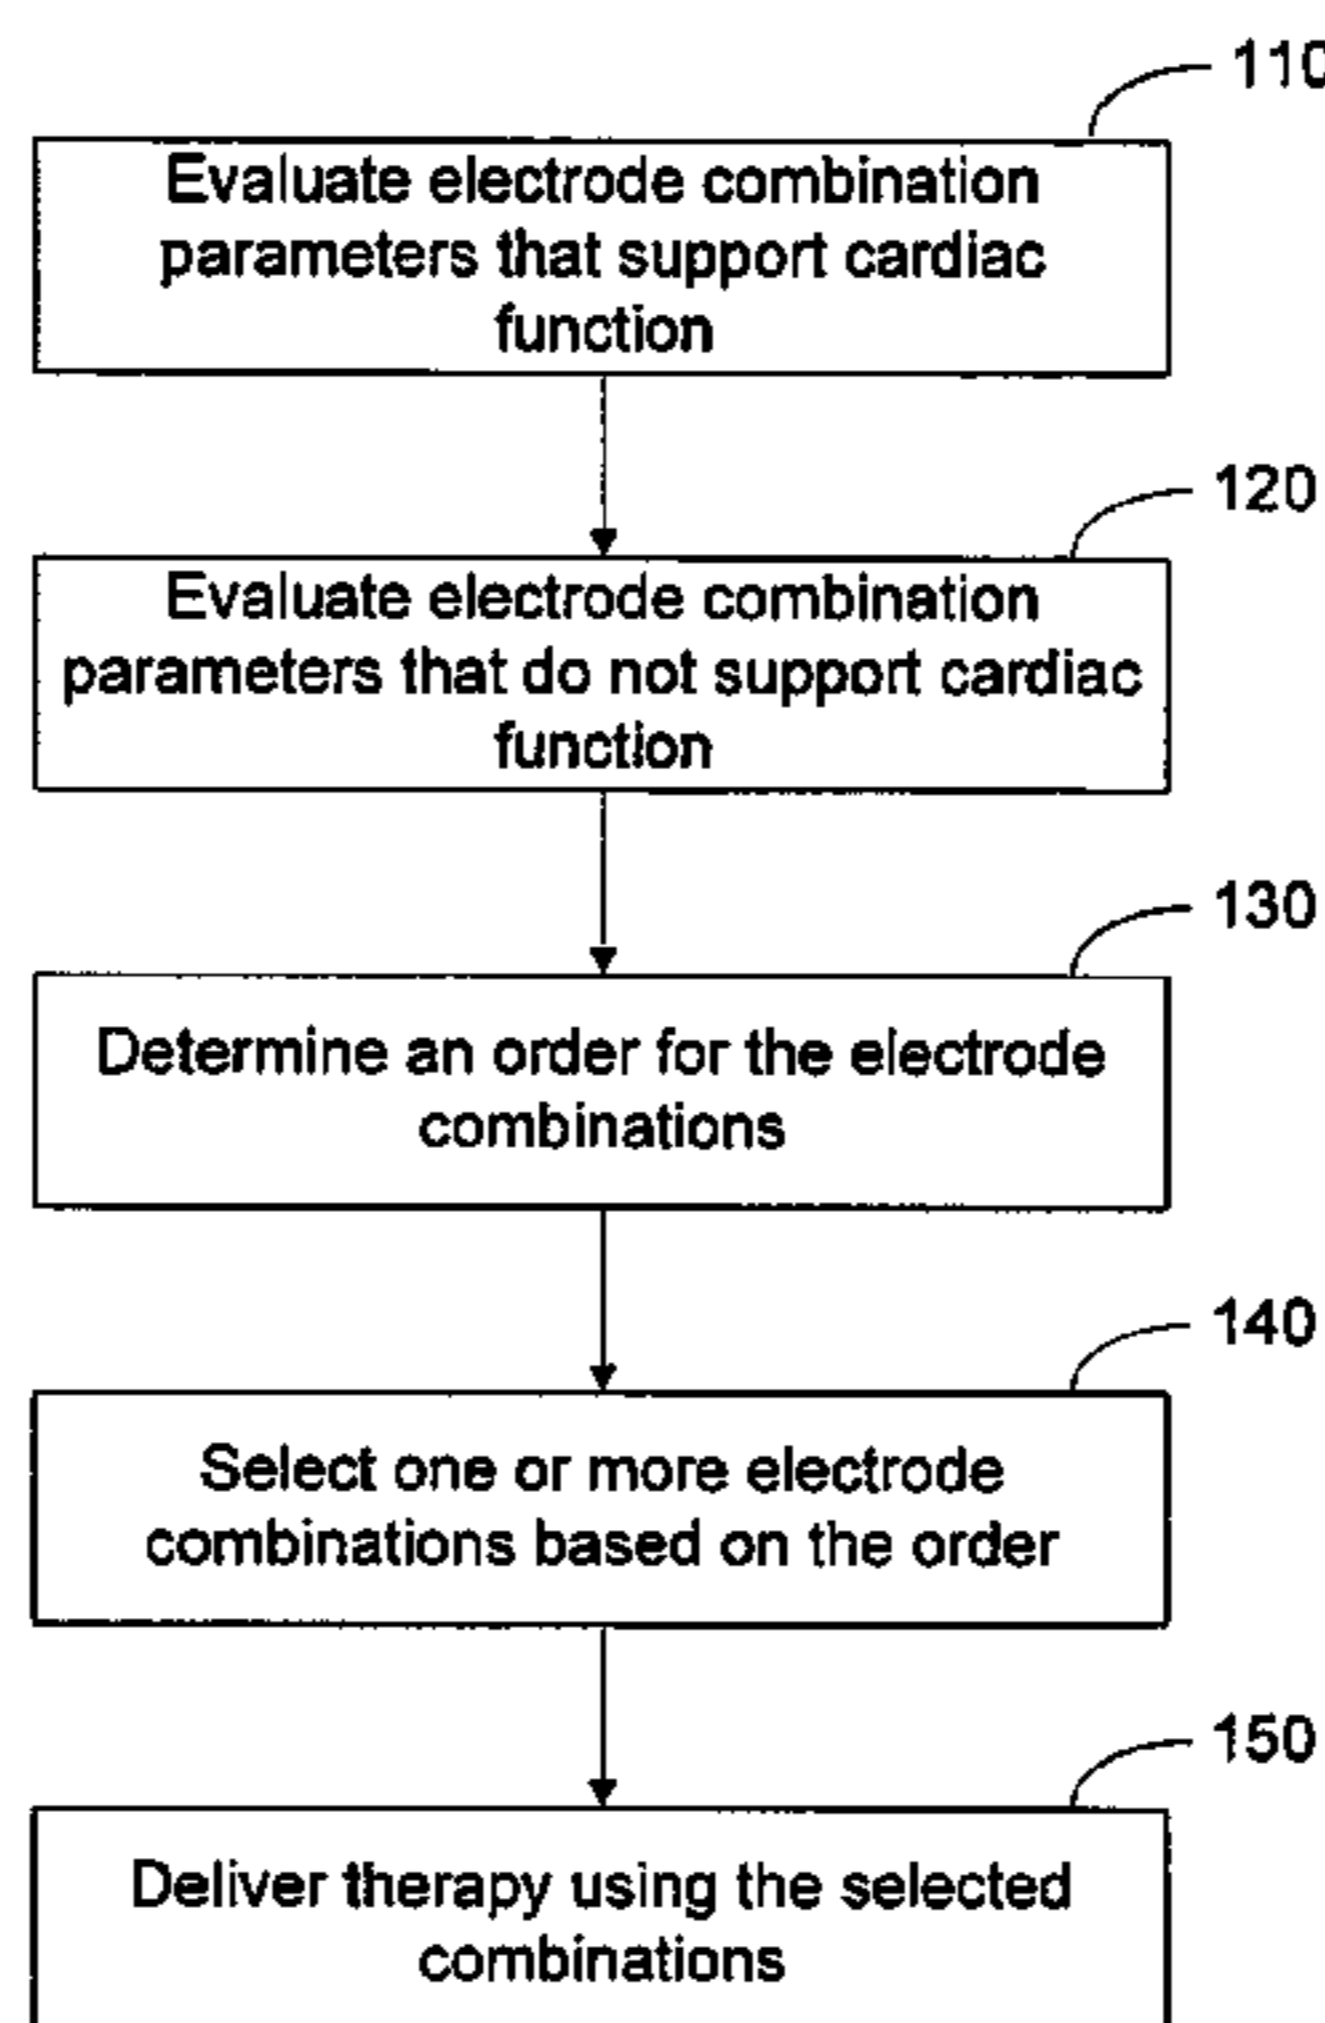 110
Evaluate electrode combination
parameters that support cardiac
function
120
Evaluate electrode combination
parameters that do not support cardiac
function
130
Determine an order for the electrode
combinations
140
Select one or more electrode
combinations based on the order
150
Deliver therapy using the selected
combinations